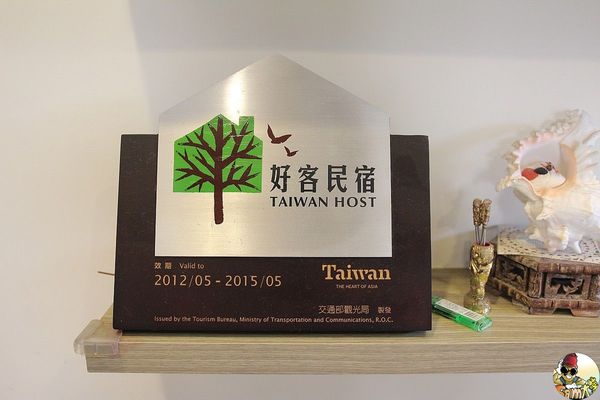 好客民宿
TAIWAN HOST
效期 Valid to
2012/05 - 2015/05
Taiwan
THE HEART OF ASIA
交通部觀光局 製發
Issued by the Tourism Bureau, Ministry of Transportation and Communications, R.O.C.